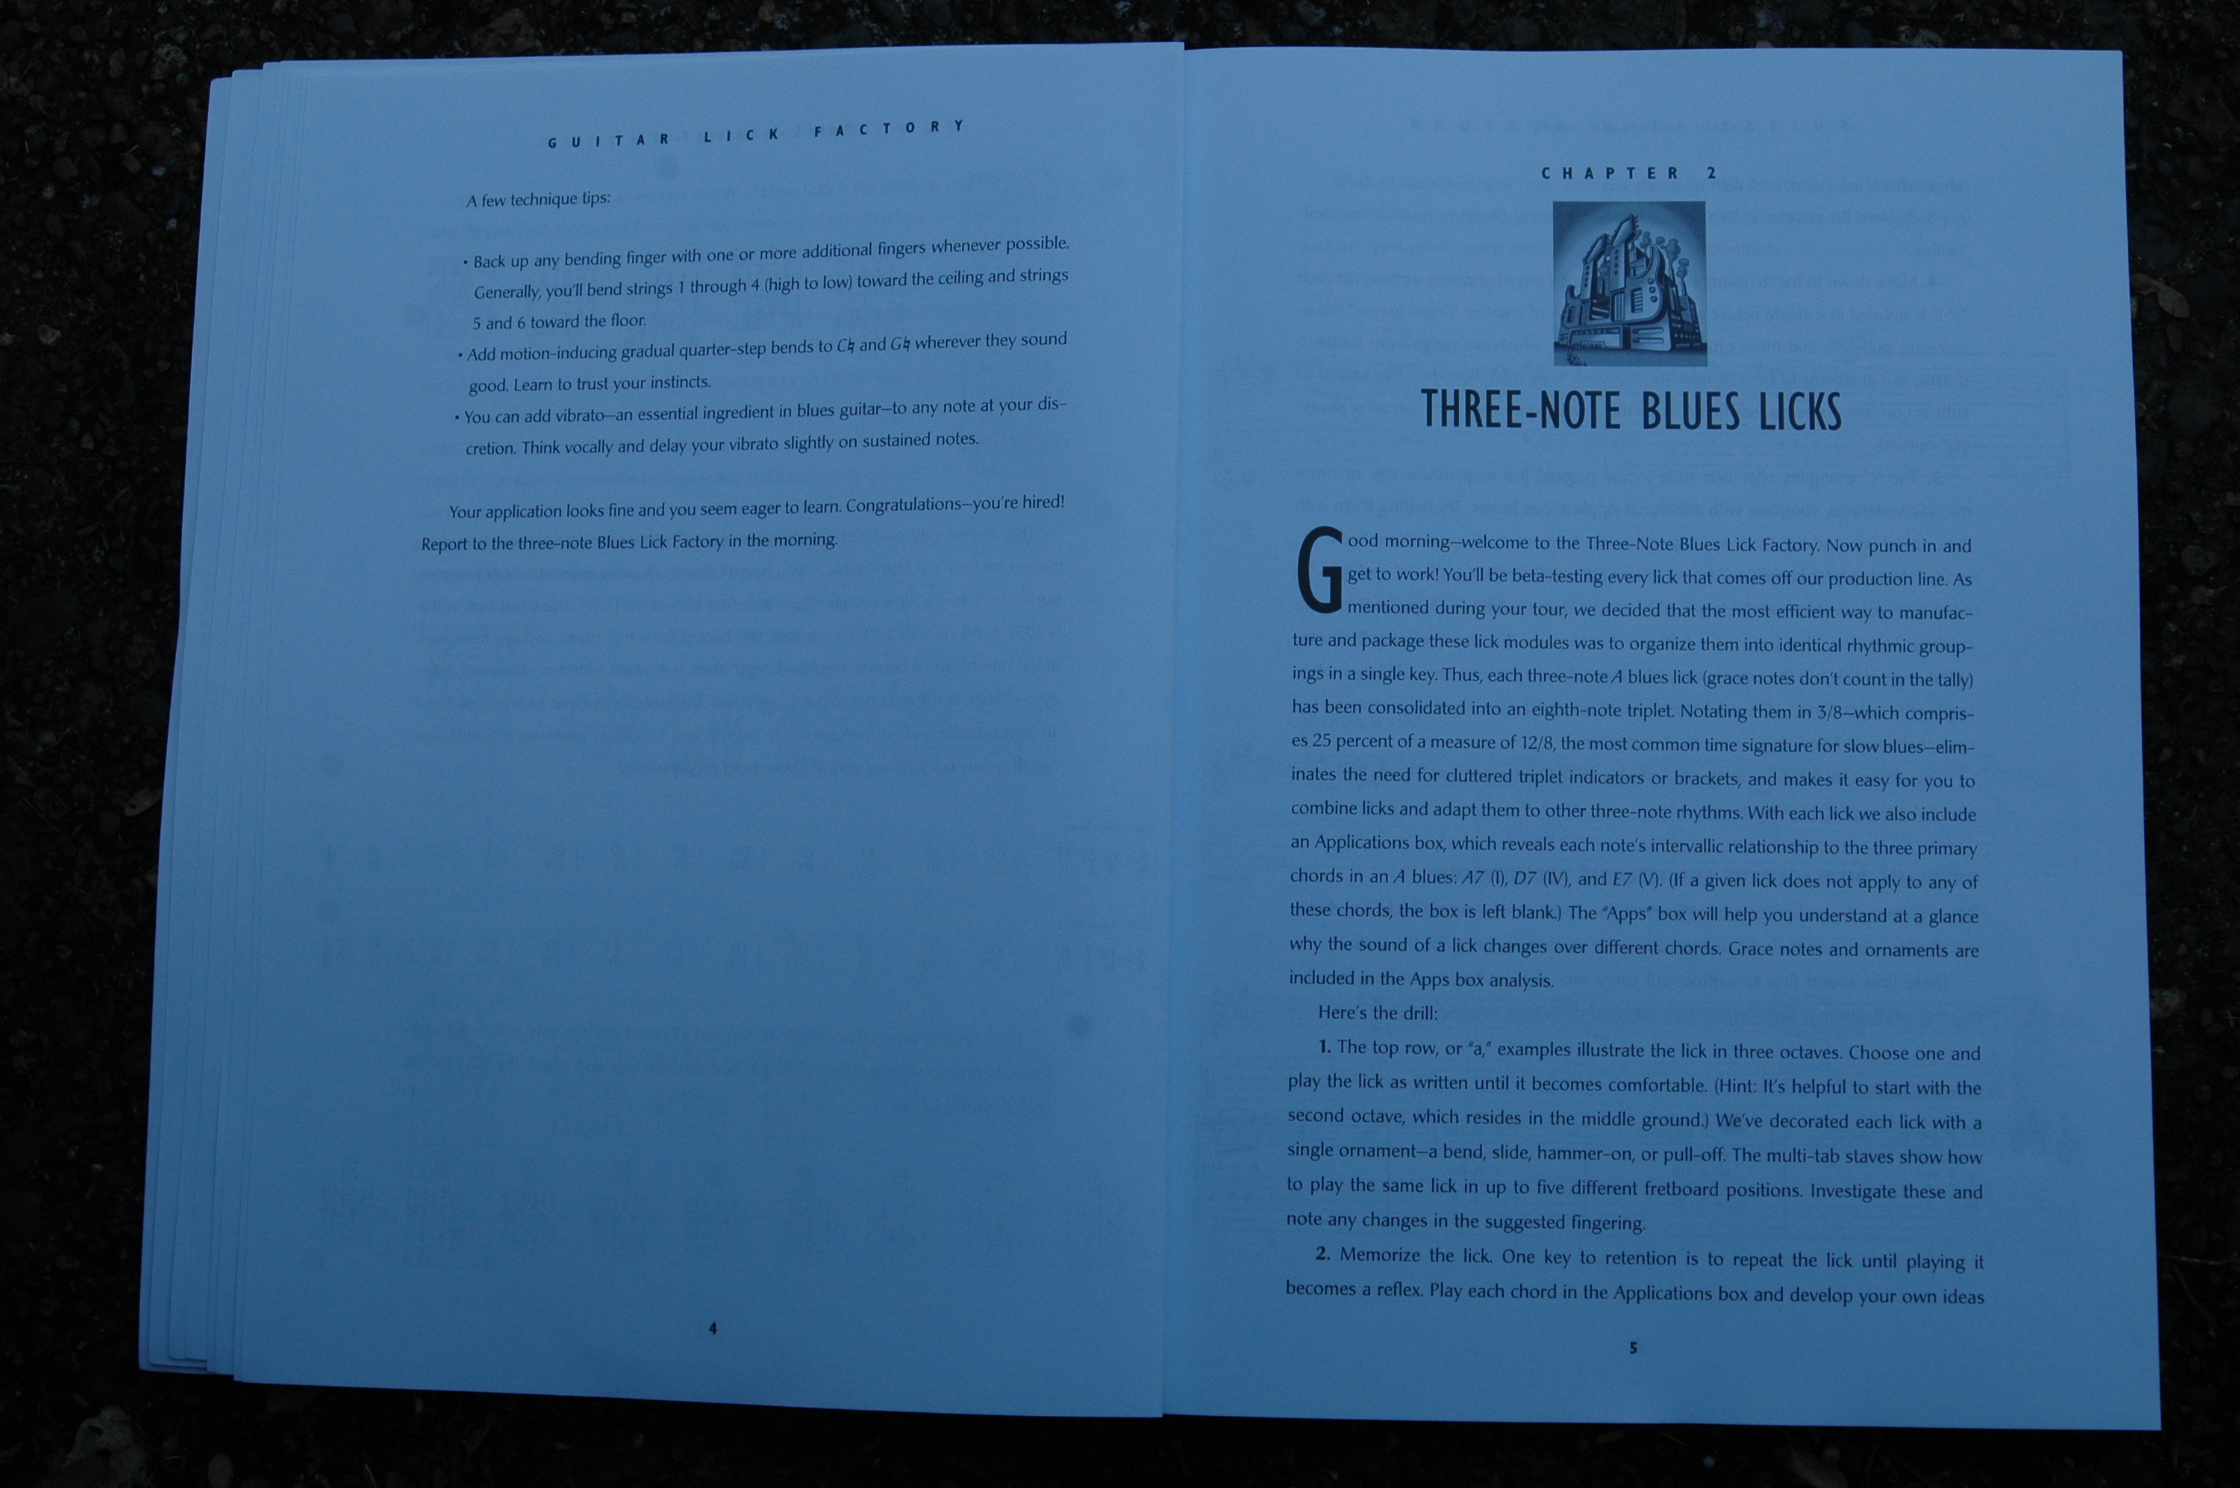 GUITAR LICK FACTORY
A few technique tips:
• Back up any bending finger with one or more additional fingers whenever possible.
Generally, you'll bend strings 1 through 4 (high to low) toward the ceiling and strings
5 and 6 toward the floor.
• Add motion-inducing gradual quarter-step bends to C♮ and G♮ wherever they sound
good. Learn to trust your instincts.
• You can add vibrato—an essential ingredient in blues guitar—to any note at your dis-
cretion. Think vocally and delay your vibrato slightly on sustained notes.
Your application looks fine and you seem eager to learn. Congratulations—you're hired!
Report to the three-note Blues Lick Factory in the morning.
4
CHAPTER 2
THREE-NOTE BLUES LICKS
Good morning—welcome to the Three-Note Blues Lick Factory. Now punch in and
get to work! You'll be beta-testing every lick that comes off our production line. As
mentioned during your tour, we decided that the most efficient way to manufac-
ture and package these lick modules was to organize them into identical rhythmic group-
ings in a single key. Thus, each three-note A blues lick (grace notes don't count in the tally)
has been consolidated into an eighth-note triplet. Notating them in 3/8—which compris-
es 25 percent of a measure of 12/8, the most common time signature for slow blues—elim-
inates the need for cluttered triplet indicators or brackets, and makes it easy for you to
combine licks and adapt them to other three-note rhythms. With each lick we also include
an Applications box, which reveals each note's intervallic relationship to the three primary
chords in an A blues: A7 (I), D7 (IV), and E7 (V). (If a given lick does not apply to any of
these chords, the box is left blank.) The "Apps" box will help you understand at a glance
why the sound of a lick changes over different chords. Grace notes and ornaments are
included in the Apps box analysis.
Here's the drill:
1. The top row, or "a," examples illustrate the lick in three octaves. Choose one and
play the lick as written until it becomes comfortable. (Hint: It's helpful to start with the
second octave, which resides in the middle ground.) We've decorated each lick with a
single ornament—a bend, slide, hammer-on, or pull-off. The multi-tab staves show how
to play the same lick in up to five different fretboard positions. Investigate these and
note any changes in the suggested fingering.
2. Memorize the lick. One key to retention is to repeat the lick until playing it
becomes a reflex. Play each chord in the Applications box and develop your own ideas
5